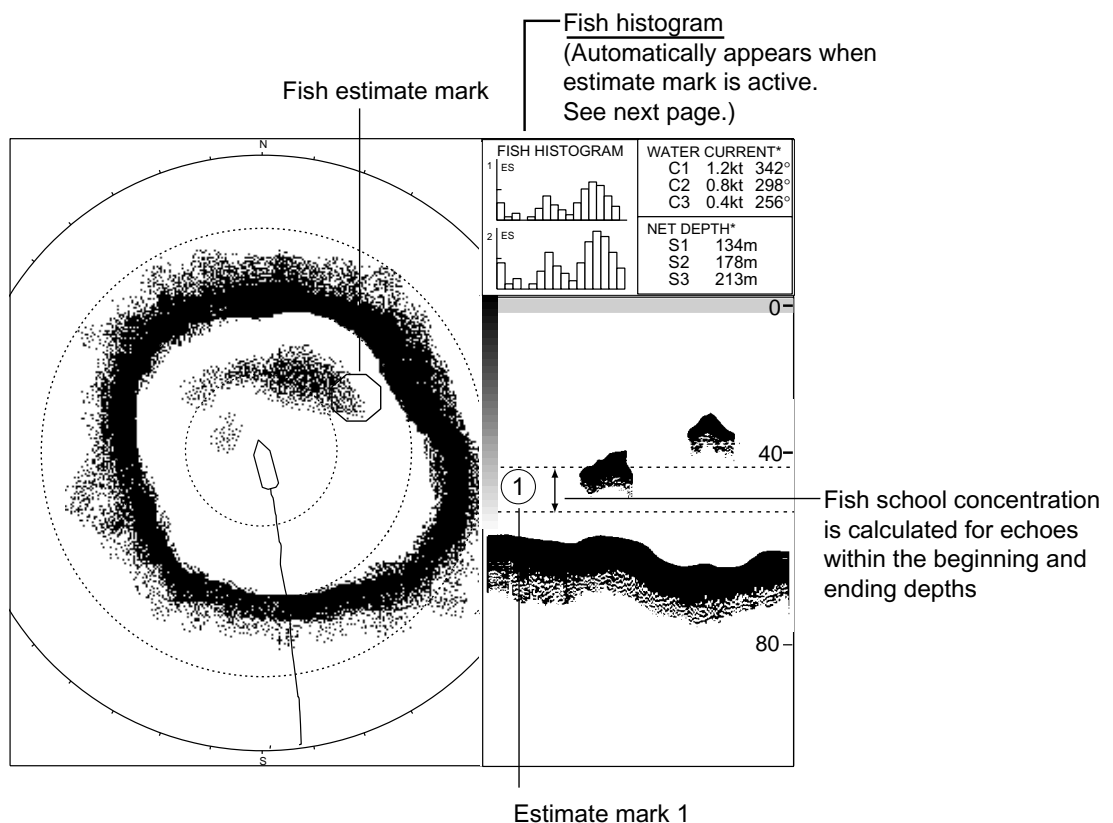 Fish histogram
(Automatically appears when
estimate mark is active.
See next page.)
Fish estimate mark
N
S
FISH HISTOGRAM
1 ES
2 ES
WATER CURRENT*
C1 1.2kt 342°
C2 0.8kt 298°
C3 0.4kt 256°
NET DEPTH*
S1 134m
S2 178m
S3 213m
0
40
80
1
Fish school concentration
is calculated for echoes
within the beginning and
ending depths
Estimate mark 1